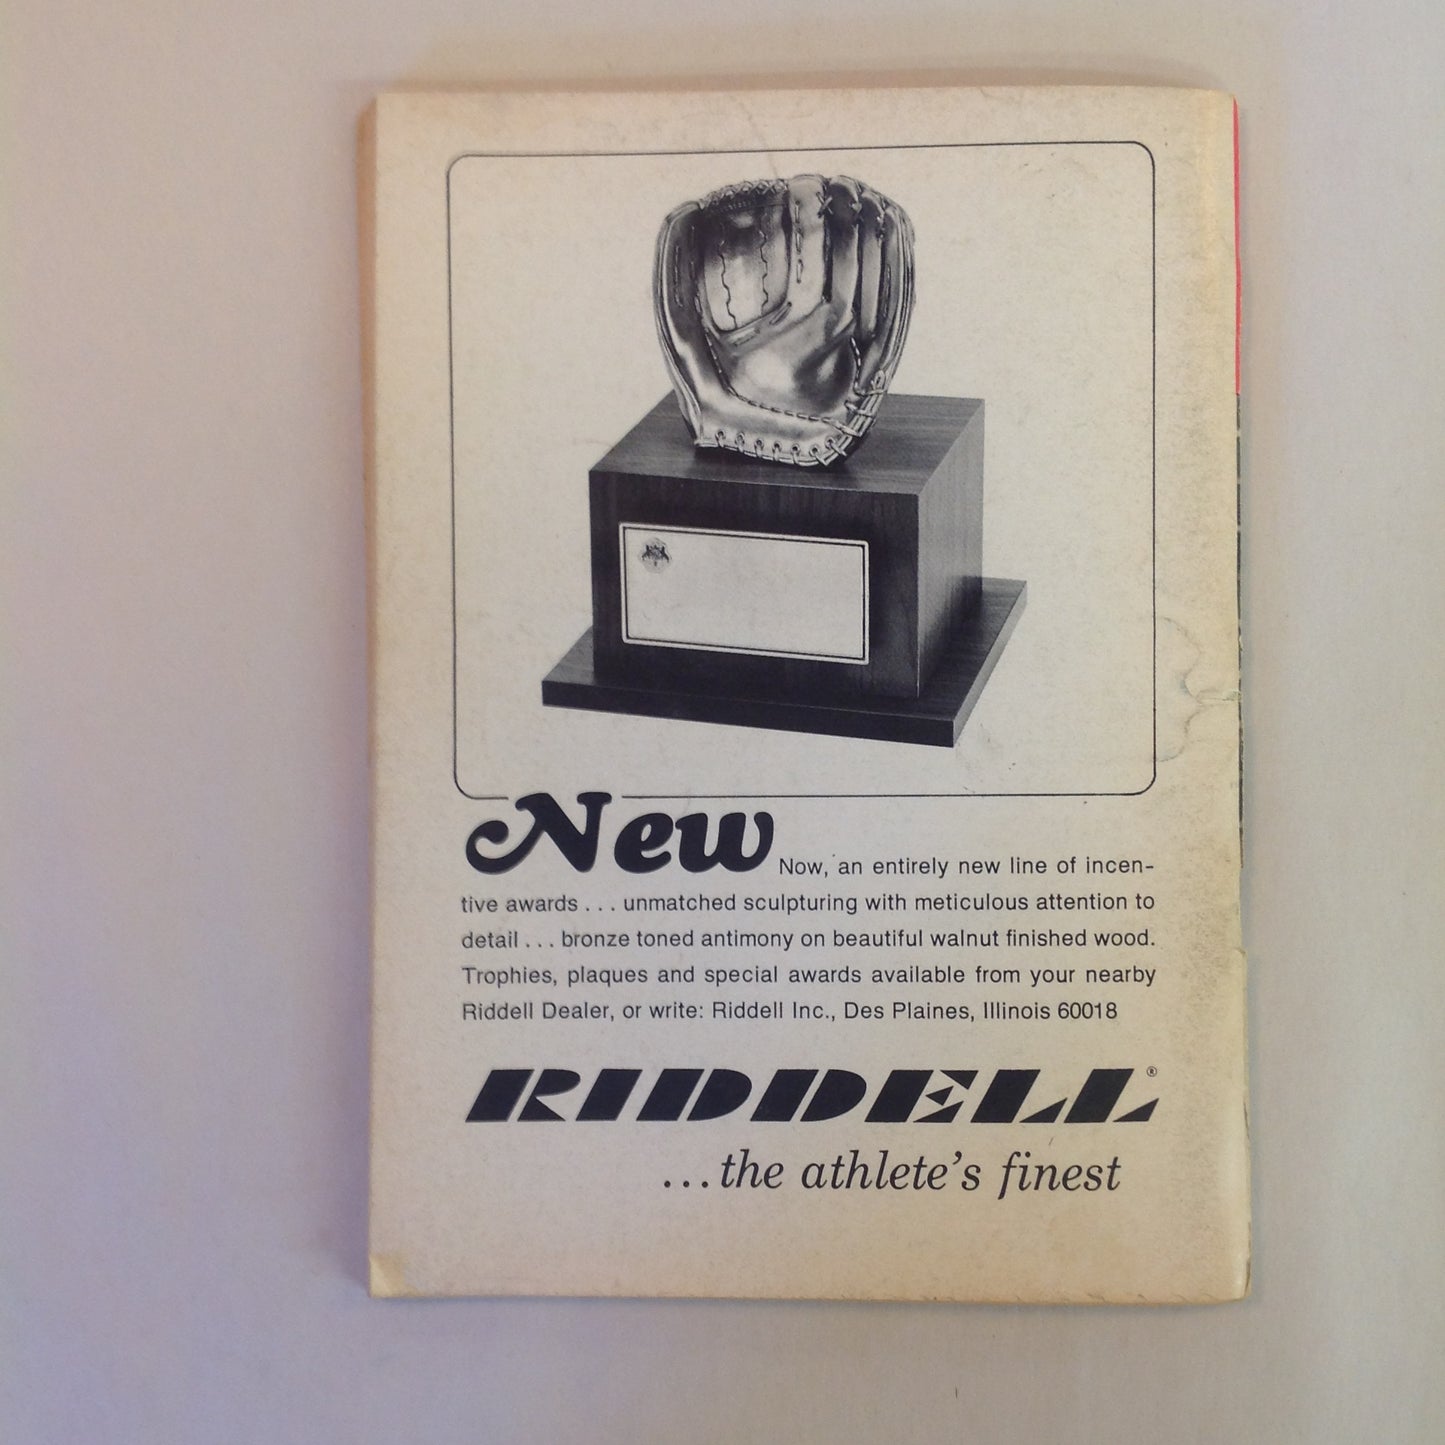 New Now, an entirely new line of incen-
tive awards . . . unmatched sculpturing with meticulous attention to
detail . . . bronze toned antimony on beautiful walnut finished wood.
Trophies, plaques and special awards available from your nearby
Riddell Dealer, or write: Riddell Inc., Des Plaines, Illinois 60018
RIDDELL®
...the athlete's finest